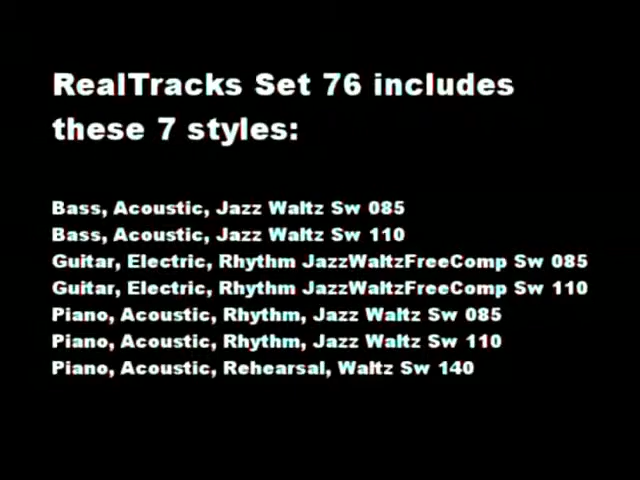 RealTracks Set 76 includes
these 7 styles:
Bass, Acoustic, Jazz Waltz Sw 085
Bass, Acoustic, Jazz Waltz Sw 110
Guitar, Electric, Rhythm JazzWaltzFreeComp Sw 085
Guitar, Electric, Rhythm JazzWaltzFreeComp Sw 110
Piano, Acoustic, Rhythm, Jazz Waltz Sw 085
Piano, Acoustic, Rhythm, Jazz Waltz Sw 110
Piano, Acoustic, Rehearsal, Waltz Sw 140